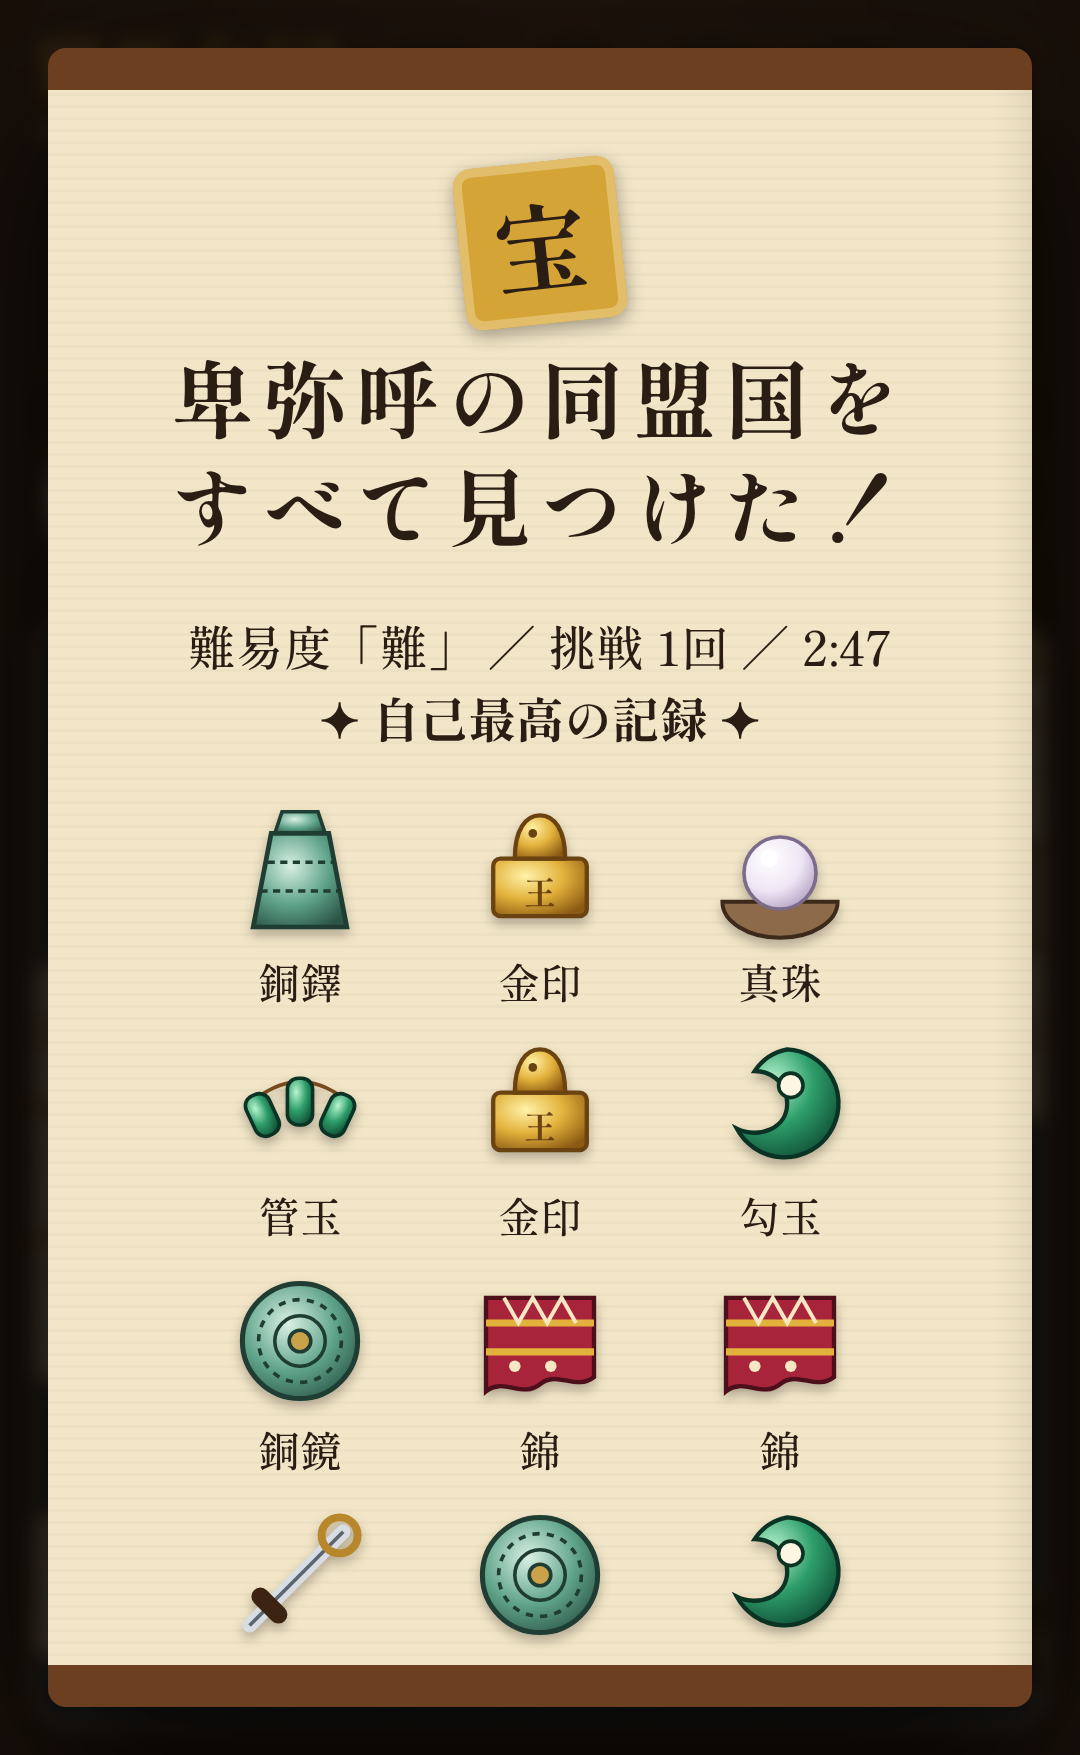 宝
卑弥呼の同盟国を
すべて見つけた！
難易度「難」 ／ 挑戦 1回 ／ 2:47
✦ 自己最高の記録 ✦
王
銅鐸 金印 真珠
王
管玉 金印 勾玉
銅鏡 錦 錦